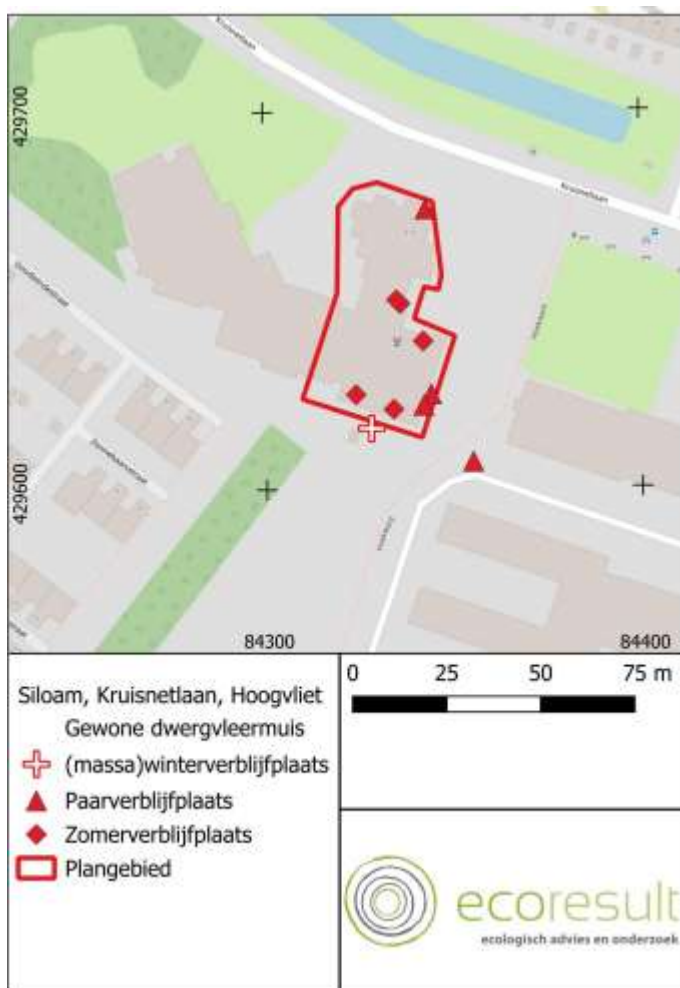 Kruisnetlaan
429700
Kruisnetlaan
429600
84300
84400
Siloam, Kruisnetlaan, Hoogvliet
Gewone dwergvleermuis
(massa)winterverblijfplaats
Paarverblijfplaats
Zomerverblijfplaats
Plangebied
0 25 50 75 m
ecoresult
ecologisch advies en onderzoek